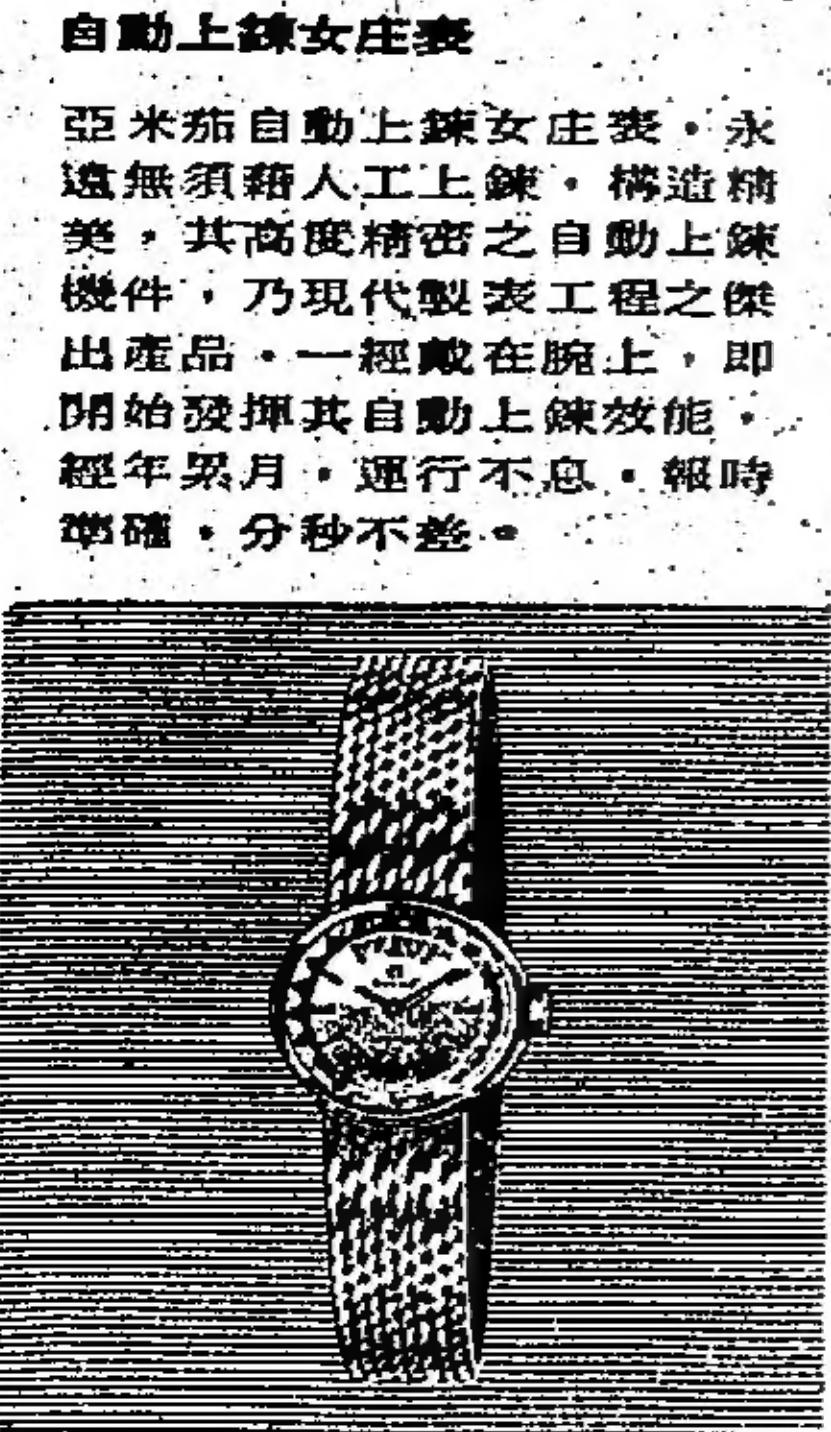 自動上鍊女庄表
亞米茄自動上鍊女庄表・永
遠無須藉人工上鍊・構造精
美，其高度精密之自動上鍊
機件，乃現代製表工程之傑
出產品・一經戴在腕上，即
開始發揮其自動上鍊效能，
經年累月・運行不息・報時
準確・分秒不差。